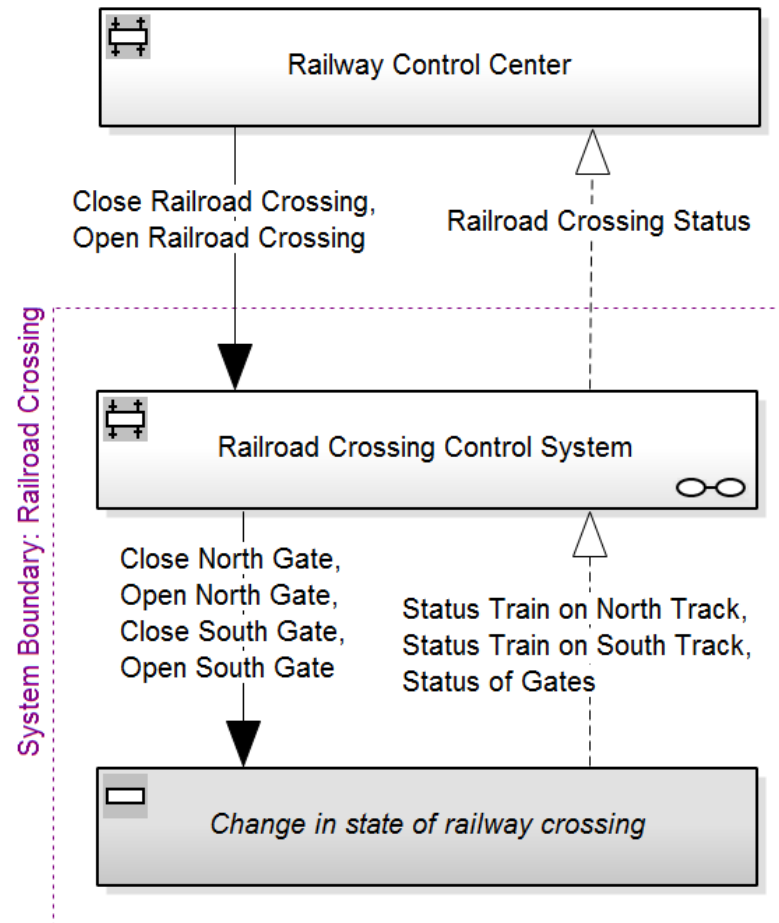 Railway Control Center
Close Railroad Crossing,
Open Railroad Crossing
Railroad Crossing Status
System Boundary: Railroad Crossing
Railroad Crossing Control System
Close North Gate,
Open North Gate,
Close South Gate,
Open South Gate
Status Train on North Track,
Status Train on South Track,
Status of Gates
Change in state of railway crossing